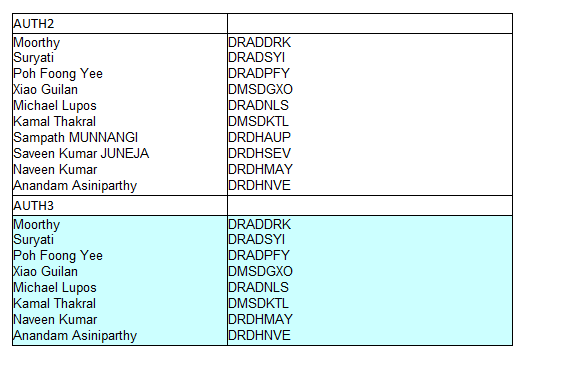 AUTH2
Moorthy DRADDRK
Suryati DRADSYI
Poh Foong Yee DRADPFY
Xiao Guilan DMSDGXO
Michael Lupos DRADNLS
Kamal Thakral DMSDKTL
Sampath MUNNANGI DRDHAUP
Saveen Kumar JUNEJA DRDHSEV
Naveen Kumar DRDHMAY
Anandam Asiniparthy DRDHNVE
AUTH3
Moorthy DRADDRK
Suryati DRADSYI
Poh Foong Yee DRADPFY
Xiao Guilan DMSDGXO
Michael Lupos DRADNLS
Kamal Thakral DMSDKTL
Naveen Kumar DRDHMAY
Anandam Asiniparthy DRDHNVE